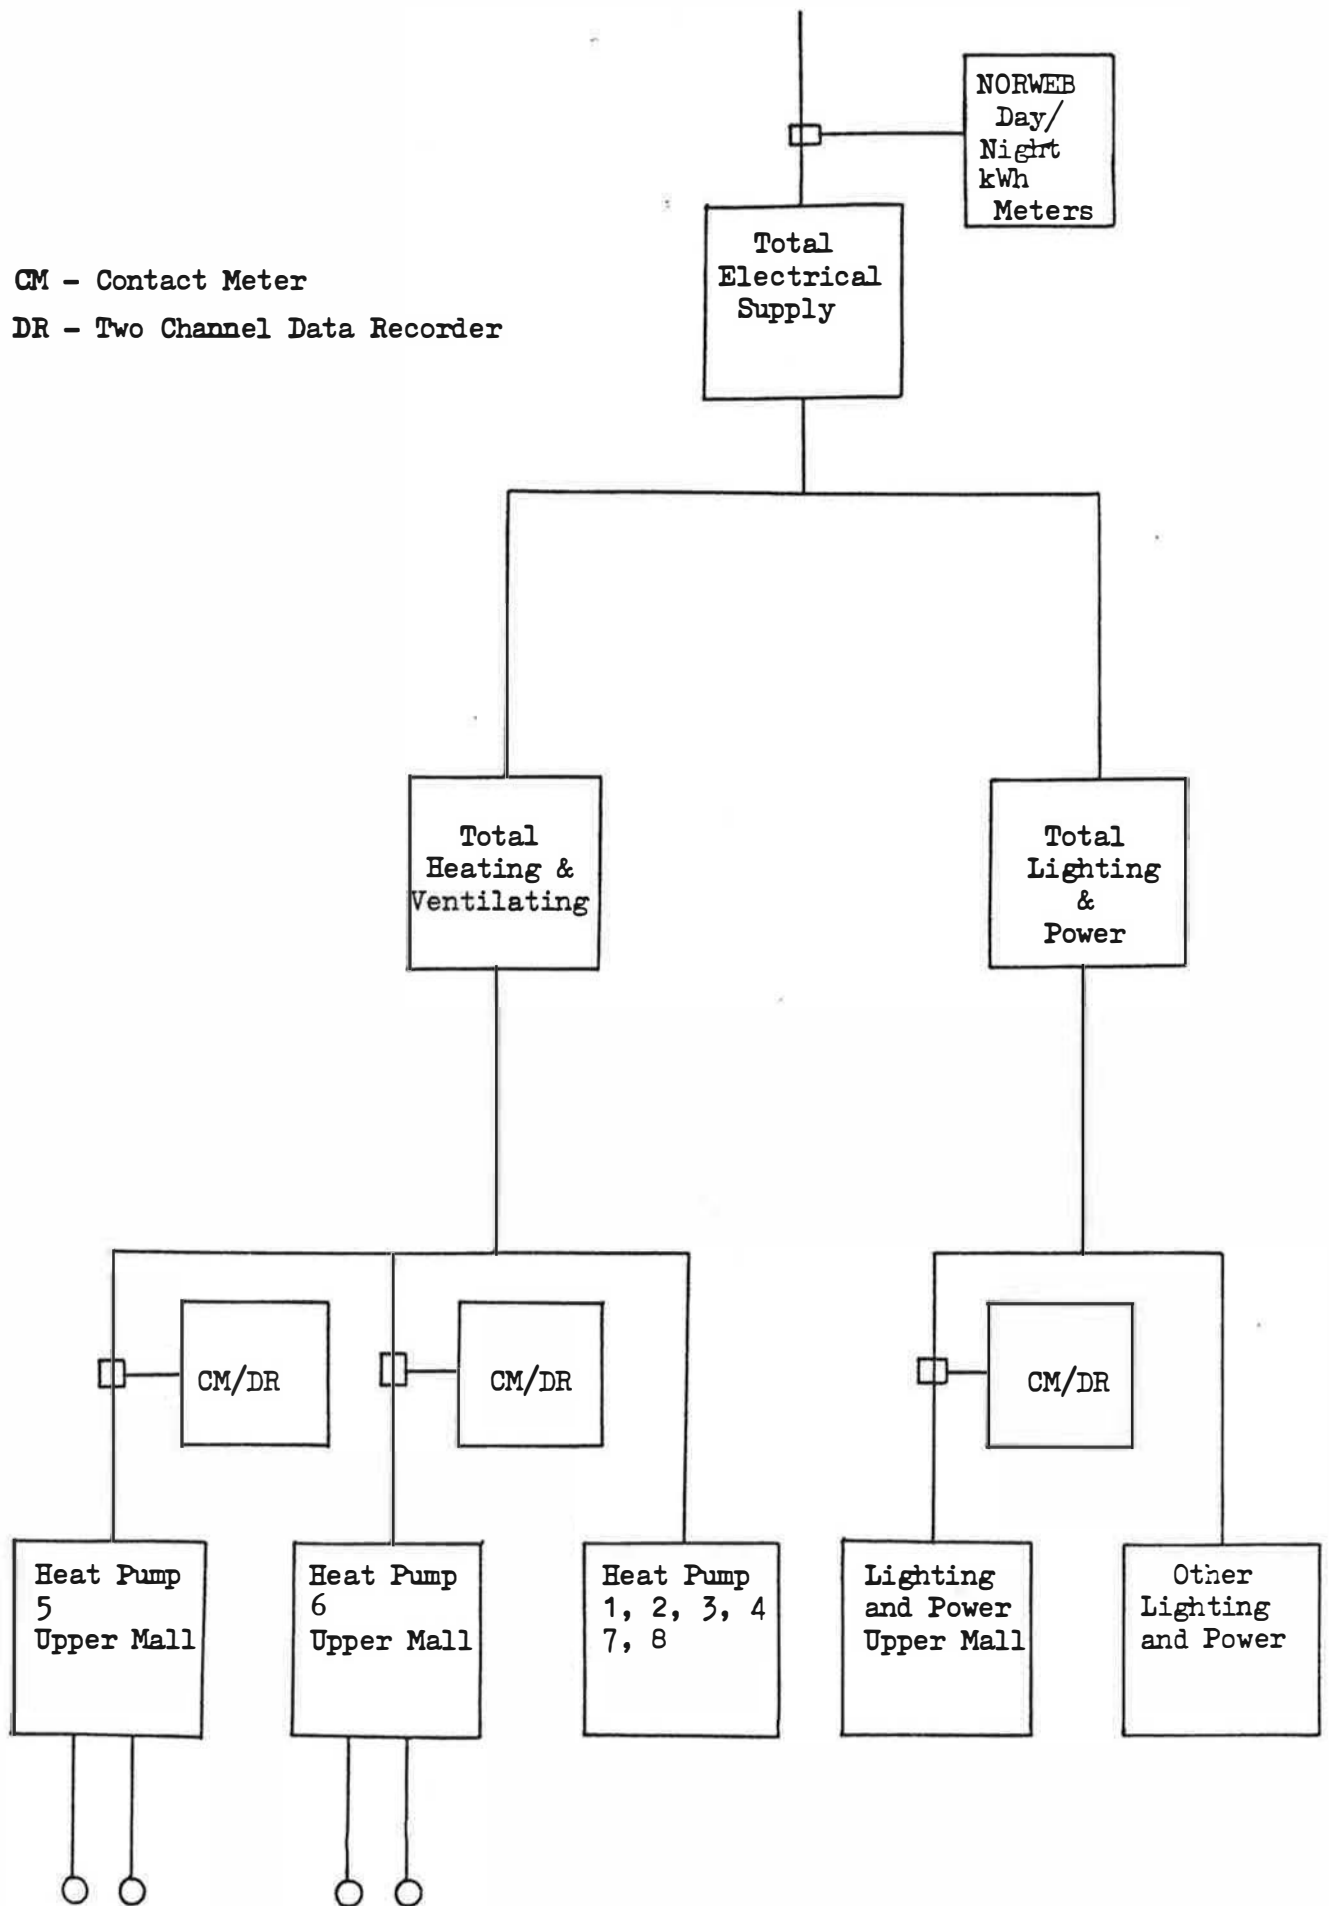 NORWEB
Day/
Night
kWh
Meters
Total
Electrical
Supply
CM - Contact Meter
DR - Two Channel Data Recorder
Total
Heating &
Ventilating
Total
Lighting
&
Power
CM/DR
CM/DR
CM/DR
Heat Pump
5
Upper Mall
Heat Pump
6
Upper Mall
Heat Pump
1, 2, 3, 4
7, 8
Lighting
and Power
Upper Mall
Other
Lighting
and Power